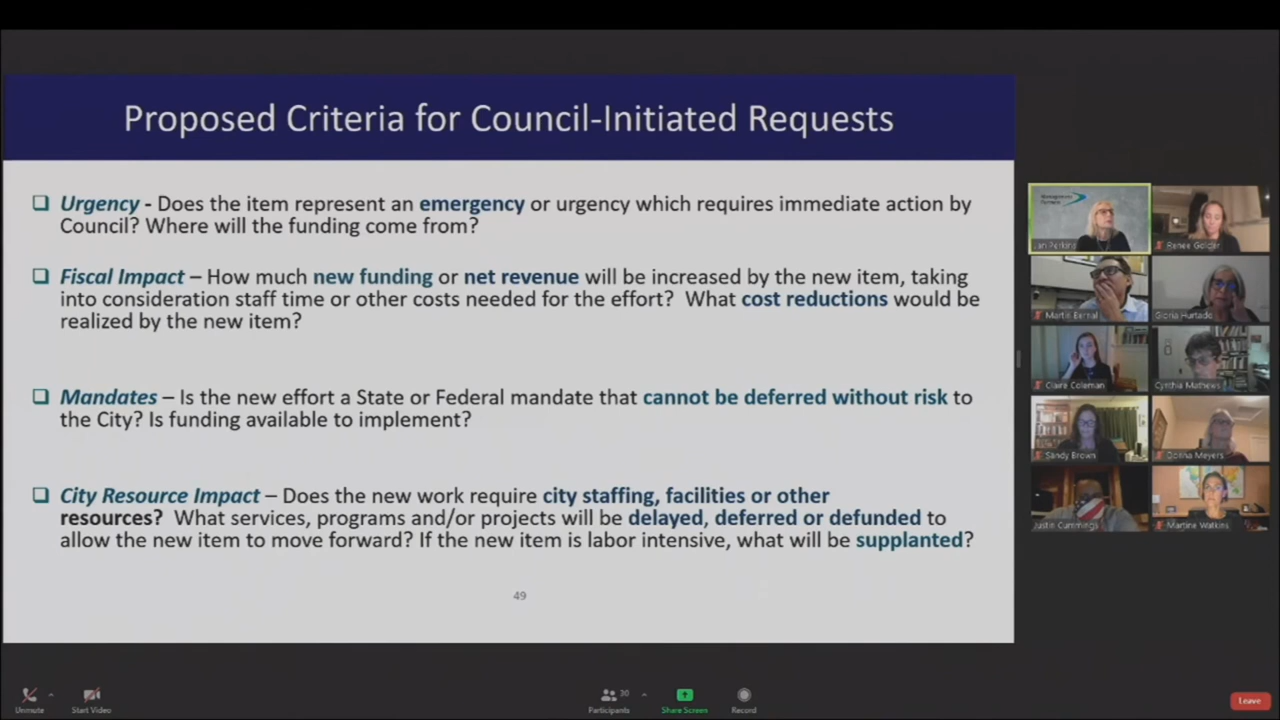 Proposed Criteria for Council-Initiated Requests
Urgency - Does the item represent an emergency or urgency which requires immediate action by
Council? Where will the funding come from?
Fiscal Impact – How much new funding or net revenue will be increased by the new item, taking
into consideration staff time or other costs needed for the effort? What cost reductions would be
realized by the new item?
Mandates – Is the new effort a State or Federal mandate that cannot be deferred without risk to
the City? Is funding available to implement?
City Resource Impact – Does the new work require city staffing, facilities or other
resources? What services, programs and/or projects will be delayed, deferred or defunded to
allow the new item to move forward? If the new item is labor intensive, what will be supplanted?
49
Management
Partners
Jan Perkins
Renee Golder
Martin Bernal
Gloria Hurtado
Claire Coleman
Cynthia Mathews
Sandy Brown
Donna Meyers
Justin Cummings
Martine Watkins
Unmute
Start Video
Participants
30
Share Screen
Record
Leave